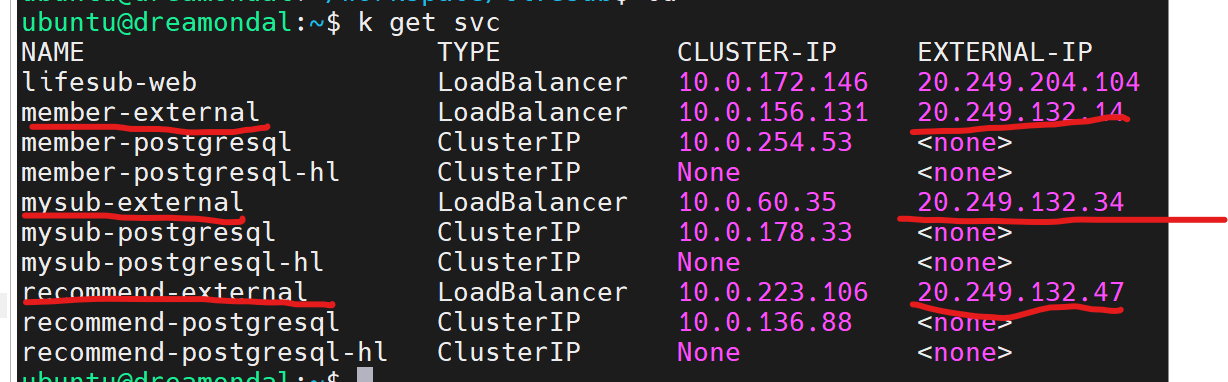 ubuntu@dreamondal:~$ k get svc
NAME TYPE CLUSTER-IP EXTERNAL-IP
lifesub-web LoadBalancer 10.0.172.146 20.249.204.104
member-external LoadBalancer 10.0.156.131 20.249.132.14
member-postgresql ClusterIP 10.0.254.53 <none>
member-postgresql-hl ClusterIP None <none>
mysub-external LoadBalancer 10.0.60.35 20.249.132.34
mysub-postgresql ClusterIP 10.0.178.33 <none>
mysub-postgresql-hl ClusterIP None <none>
recommend-external LoadBalancer 10.0.223.106 20.249.132.47
recommend-postgresql ClusterIP 10.0.136.88 <none>
recommend-postgresql-hl ClusterIP None <none>
ubuntu@dreamondal:~$